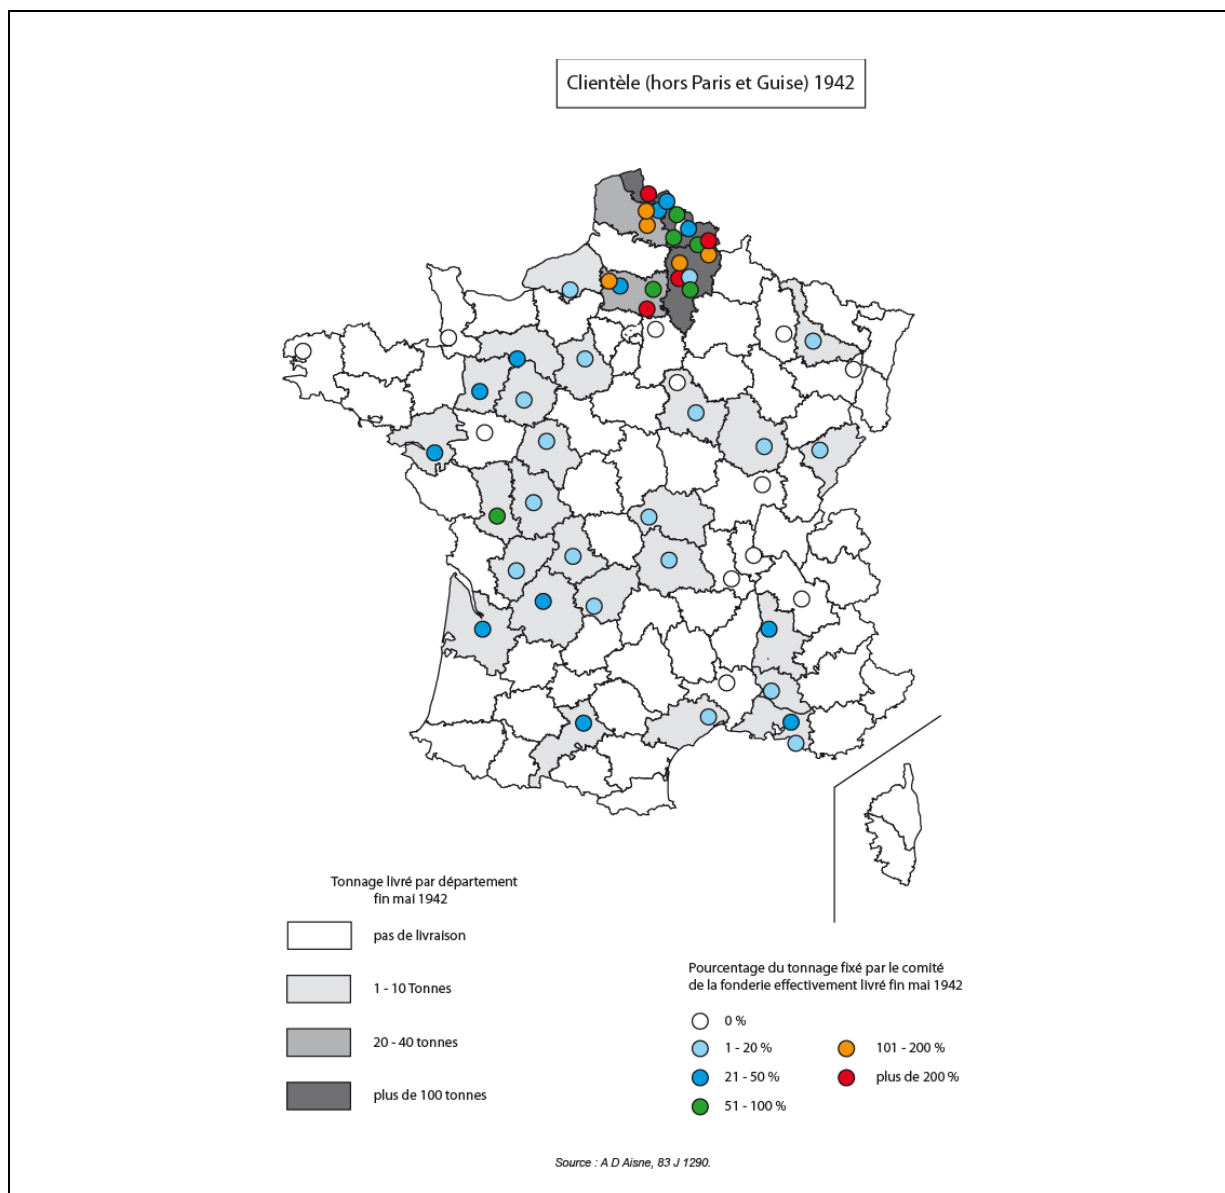 Clientèle (hors Paris et Guise) 1942
Tonnage livré par département
fin mai 1942
pas de livraison
1 - 10 Tonnes
20 - 40 tonnes
plus de 100 tonnes
Pourcentage du tonnage fixé par le comité
de la fonderie effectivement livré fin mai 1942
0 %
1 - 20 %
21 - 50 %
51 - 100 %
101 - 200 %
plus de 200 %
Source : A D Aisne, 83 J 1290.